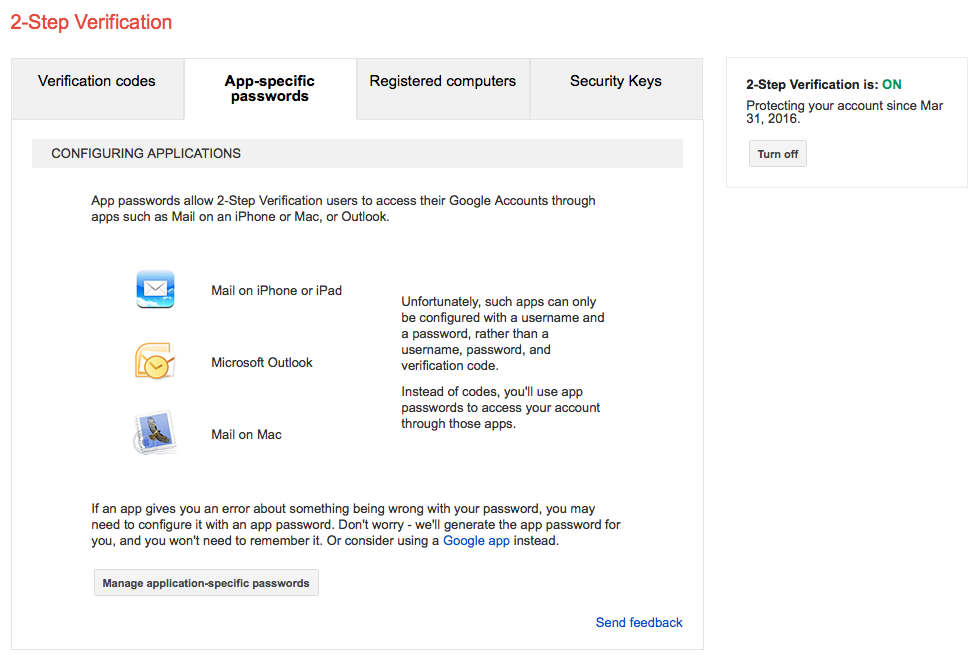 2-Step Verification
Verification codes
App-specific
passwords
Registered computers
Security Keys
2-Step Verification is: ON
Protecting your account since Mar
31, 2016.
Turn off
CONFIGURING APPLICATIONS
App passwords allow 2-Step Verification users to access their Google Accounts through
apps such as Mail on an iPhone or Mac, or Outlook.
Mail on iPhone or iPad
Microsoft Outlook
Mail on Mac
Unfortunately, such apps can only
be configured with a username and
a password, rather than a
username, password, and
verification code.
Instead of codes, you'll use app
passwords to access your account
through those apps.
If an app gives you an error about something being wrong with your password, you may
need to configure it with an app password. Don't worry - we'll generate the app password for
you, and you won't need to remember it. Or consider using a Google app instead.
Manage application-specific passwords
Send feedback